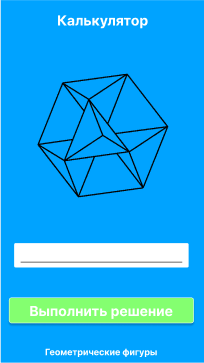 Калькулятор
Выполнить решение
Геометрические фигуры